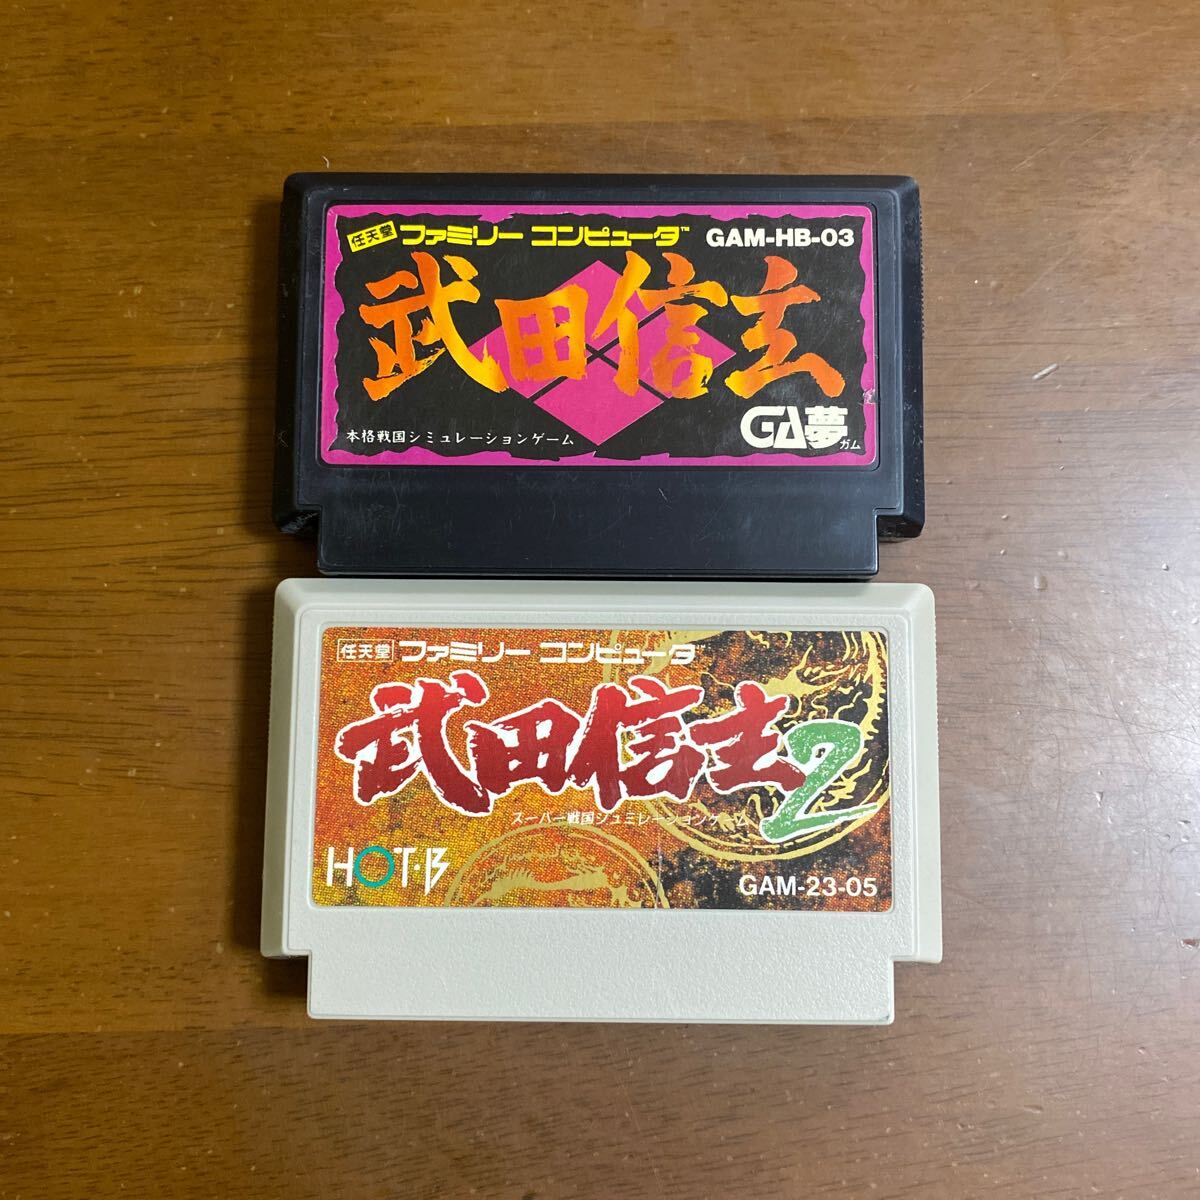 任天堂 ファミリー コンピュータ™ GAM-HB-03
武田信玄
本格戦国シミュレーションゲーム
GA夢
ガム
任天堂 ファミリー コンピュータ™
武田信玄2
スーパー戦国シュミレーションゲーム
HOT・B
GAM-23-05